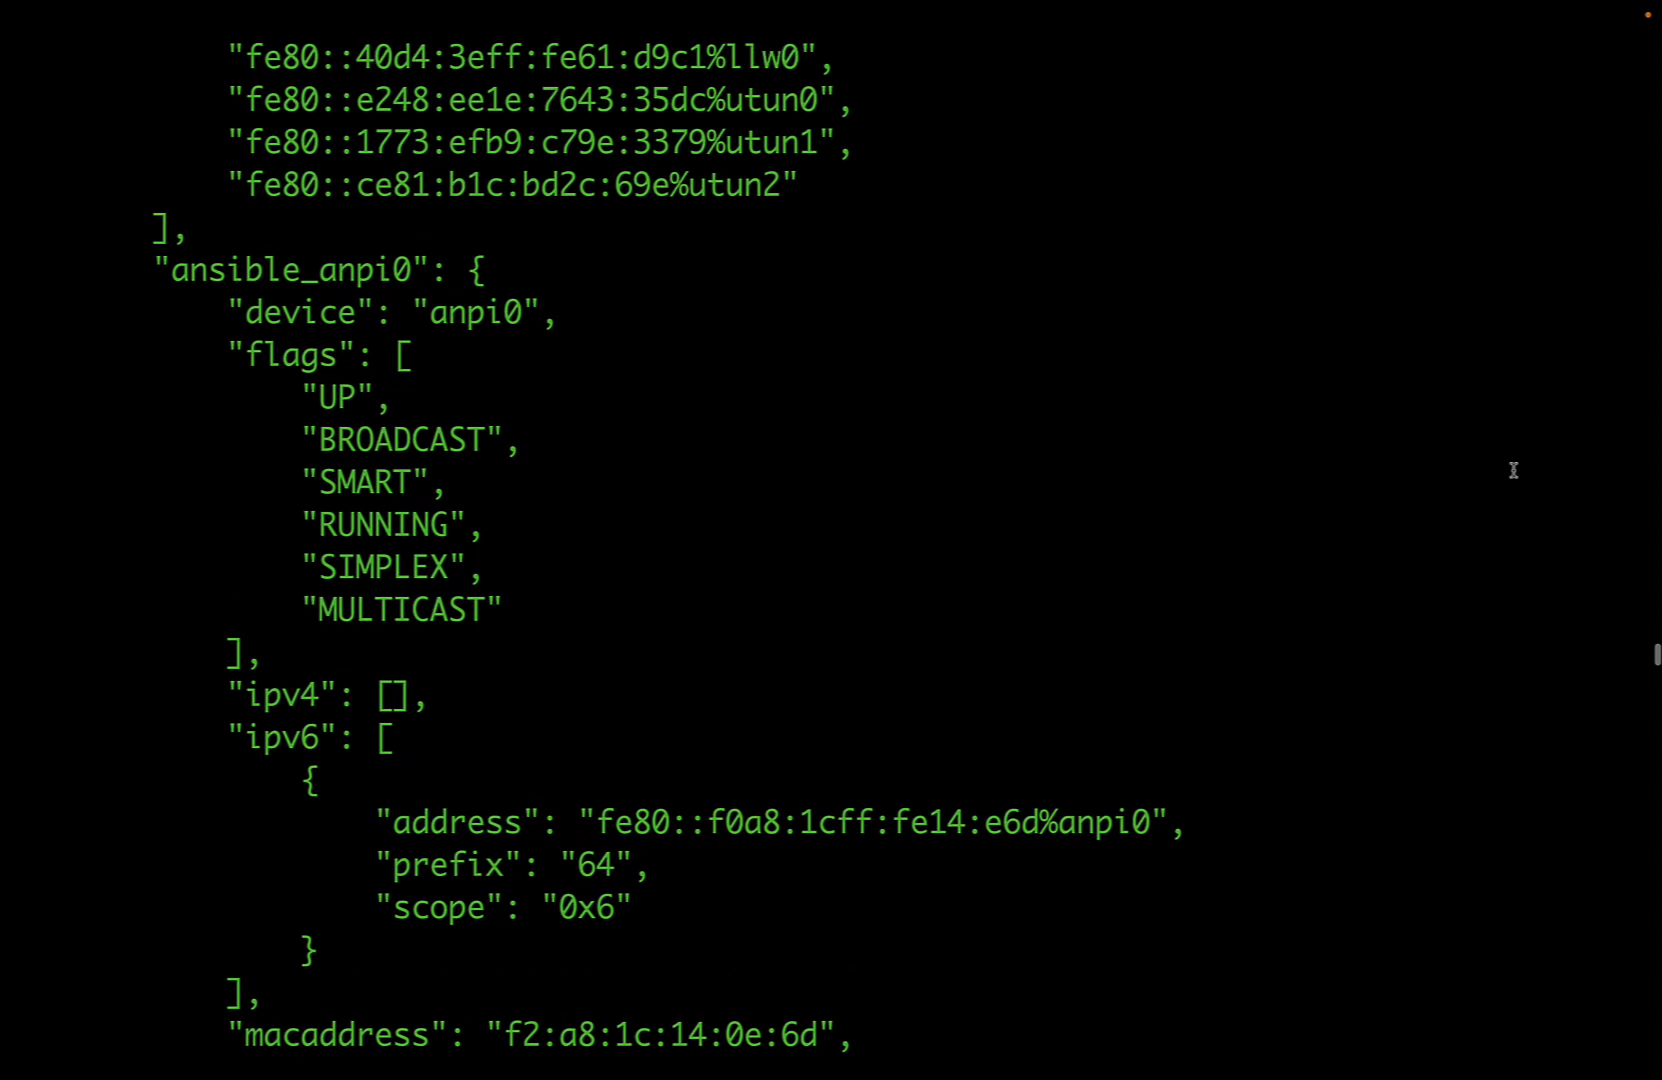 "fe80::40d4:3eff:fe61:d9c1%llw0",
"fe80::e248:ee1e:7643:35dc%utun0",
"fe80::1773:efb9:c79e:3379%utun1",
"fe80::ce81:b1c:bd2c:69e%utun2"
],
"ansible_anpi0": {
"device": "anpi0",
"flags": [
"UP",
"BROADCAST",
"SMART",
"RUNNING",
"SIMPLEX",
"MULTICAST"
],
"ipv4": [],
"ipv6": [
{
"address": "fe80::f0a8:1cff:fe14:e6d%anpi0",
"prefix": "64",
"scope": "0x6"
}
],
"macaddress": "f2:a8:1c:14:0e:6d",